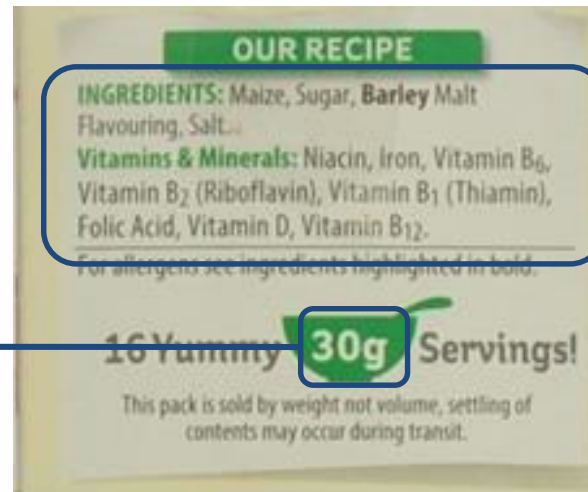 OUR RECIPE
INGREDIENTS: Maize, Sugar, Barley Malt
Flavouring, Salt.
Vitamins & Minerals: Niacin, Iron, Vitamin B₆,
Vitamin B₂ (Riboflavin), Vitamin B₁ (Thiamin),
Folic Acid, Vitamin D, Vitamin B₁₂.
For allergens see ingredients highlighted in bold.
16 Yummy 30g Servings!
This pack is sold by weight not volume, settling of
contents may occur during transit.